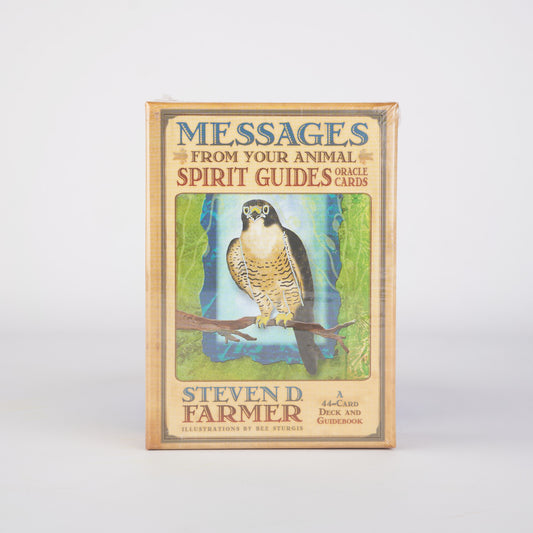 MESSAGES
FROM YOUR ANIMAL
SPIRIT GUIDES ORACLE CARDS
STEVEN D.
FARMER
ILLUSTRATIONS BY BEE STURGIS
A
44-CARD
DECK AND
GUIDEBOOK